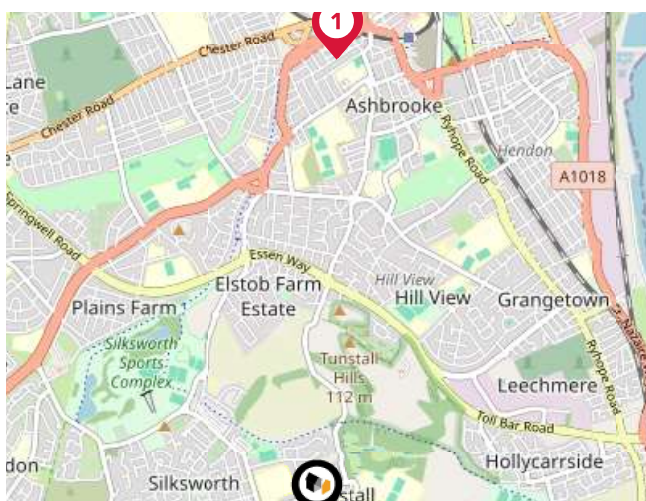 1
Chester Road
Lane
Chester Road
Ashbrooke
Ryhope Road
Hendon
A1018
Springwell Road
Essen Way
Elstob Farm
Estate
Hill View
Hill View
Grangetown
Plains Farm
Silksworth
Sports
Complex
Tunstall
Hills
112 m
Ryhope Road
Leechmere
Toll Bar Road
Hollycarrside
don
Silksworth
stall